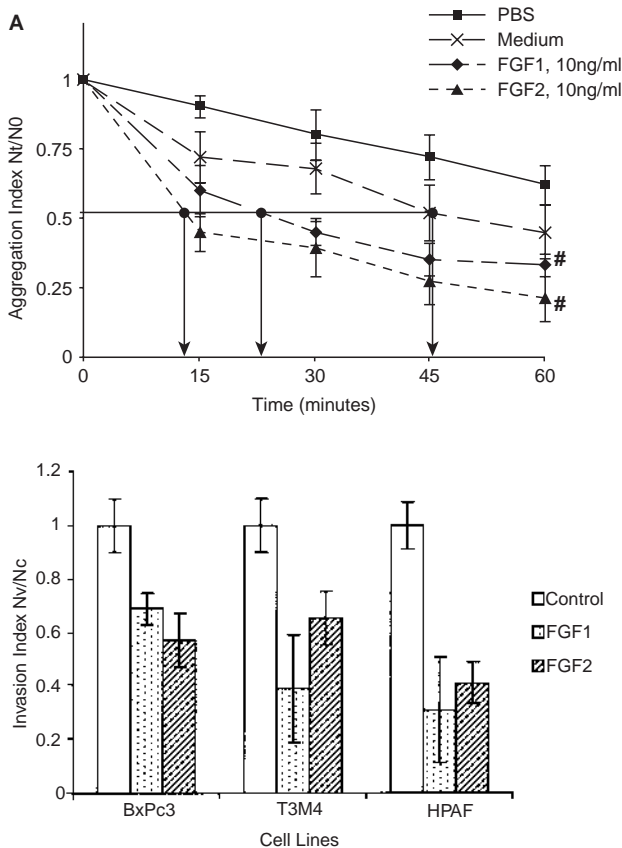 A
PBS
Medium
FGF1, 10ng/ml
FGF2, 10ng/ml
Aggregation Index Nt/N0
1
0.75
0.5
0.25
0
#
#
0 15 30 45 60
Time (minutes)
Invasion Index Nv/Nc
1.2
1
0.8
0.6
0.4
0.2
0
Control
FGF1
FGF2
BxPc3 T3M4 HPAF
Cell Lines